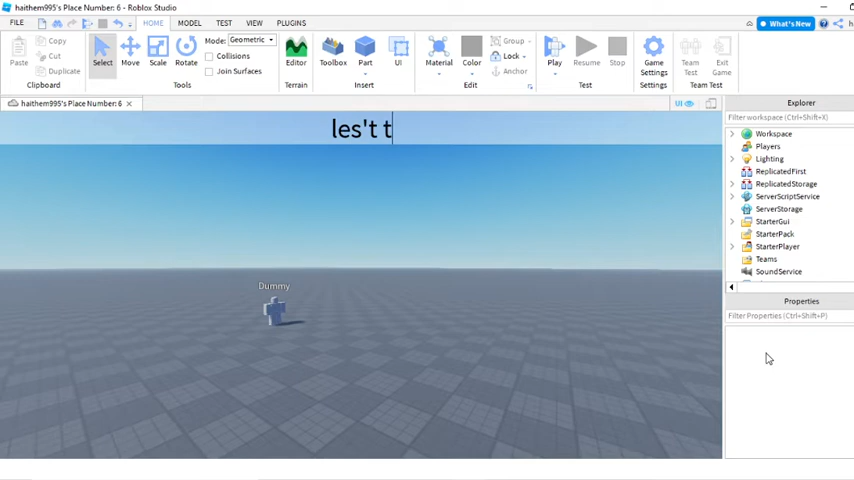 haithem995's Place Number: 6 - Roblox Studio
FILE
HOME
MODEL
TEST
VIEW
PLUGINS
What's New
Paste
Copy
Cut
Duplicate
Clipboard
Select
Move
Scale
Rotate
Mode: Geometric
Collisions
Join Surfaces
Tools
Editor
Terrain
Toolbox
Part
UI
Insert
Material
Color
Group
Lock
Anchor
Edit
Play
Resume
Stop
Test
Game
Settings
Settings
Team
Test
Exit
Game
Team Test
haithem995's Place Number: 6
UI
les't t
Dummy
Explorer
Filter workspace (Ctrl+Shift+X)
Workspace
Players
Lighting
ReplicatedFirst
ReplicatedStorage
ServerScriptService
ServerStorage
StarterGui
StarterPack
StarterPlayer
Teams
SoundService
Properties
Filter Properties (Ctrl+Shift+P)